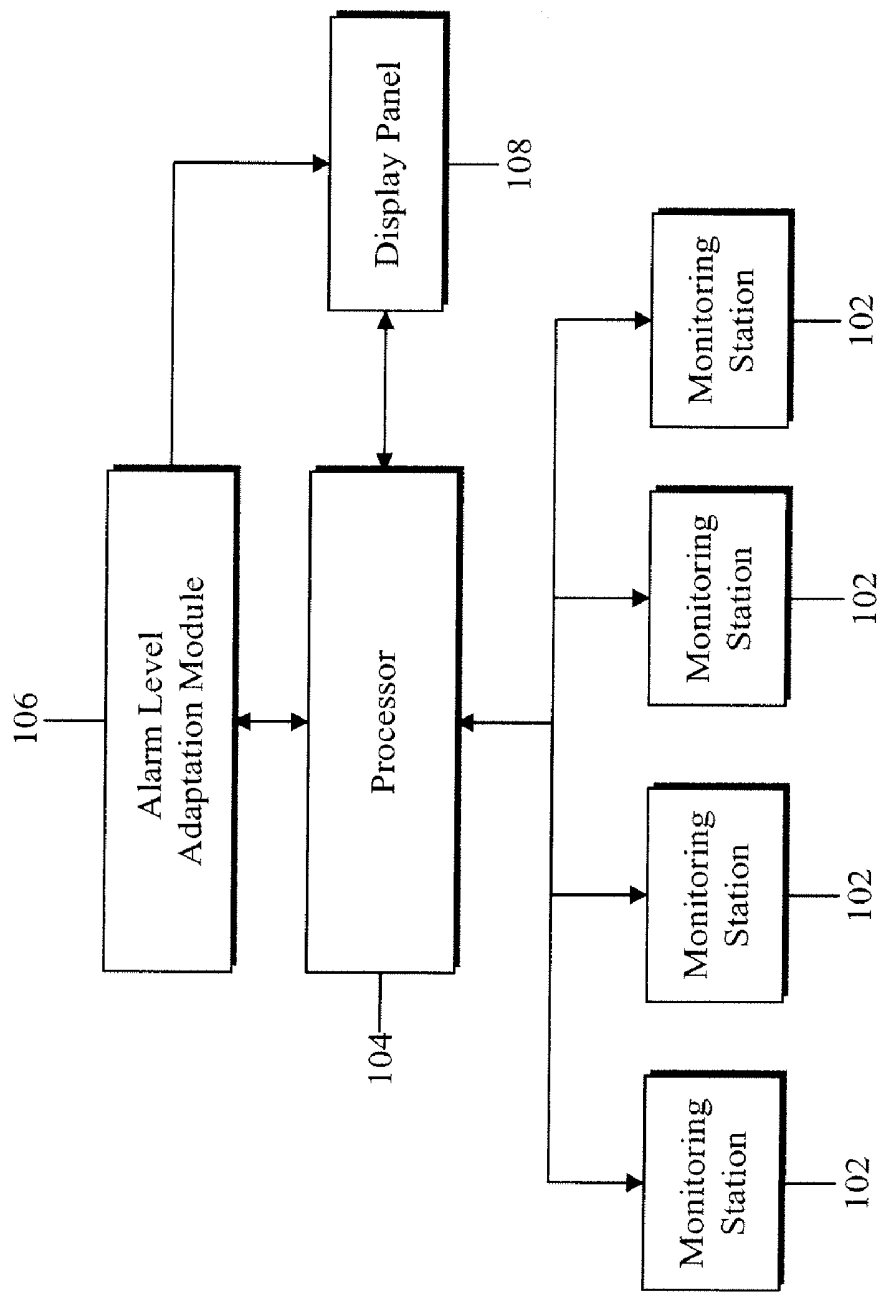 106
Alarm Level
Adaptation Module
104
Processor
Display Panel
108
Monitoring
Station
102
Monitoring
Station
102
Monitoring
Station
102
Monitoring
Station
102